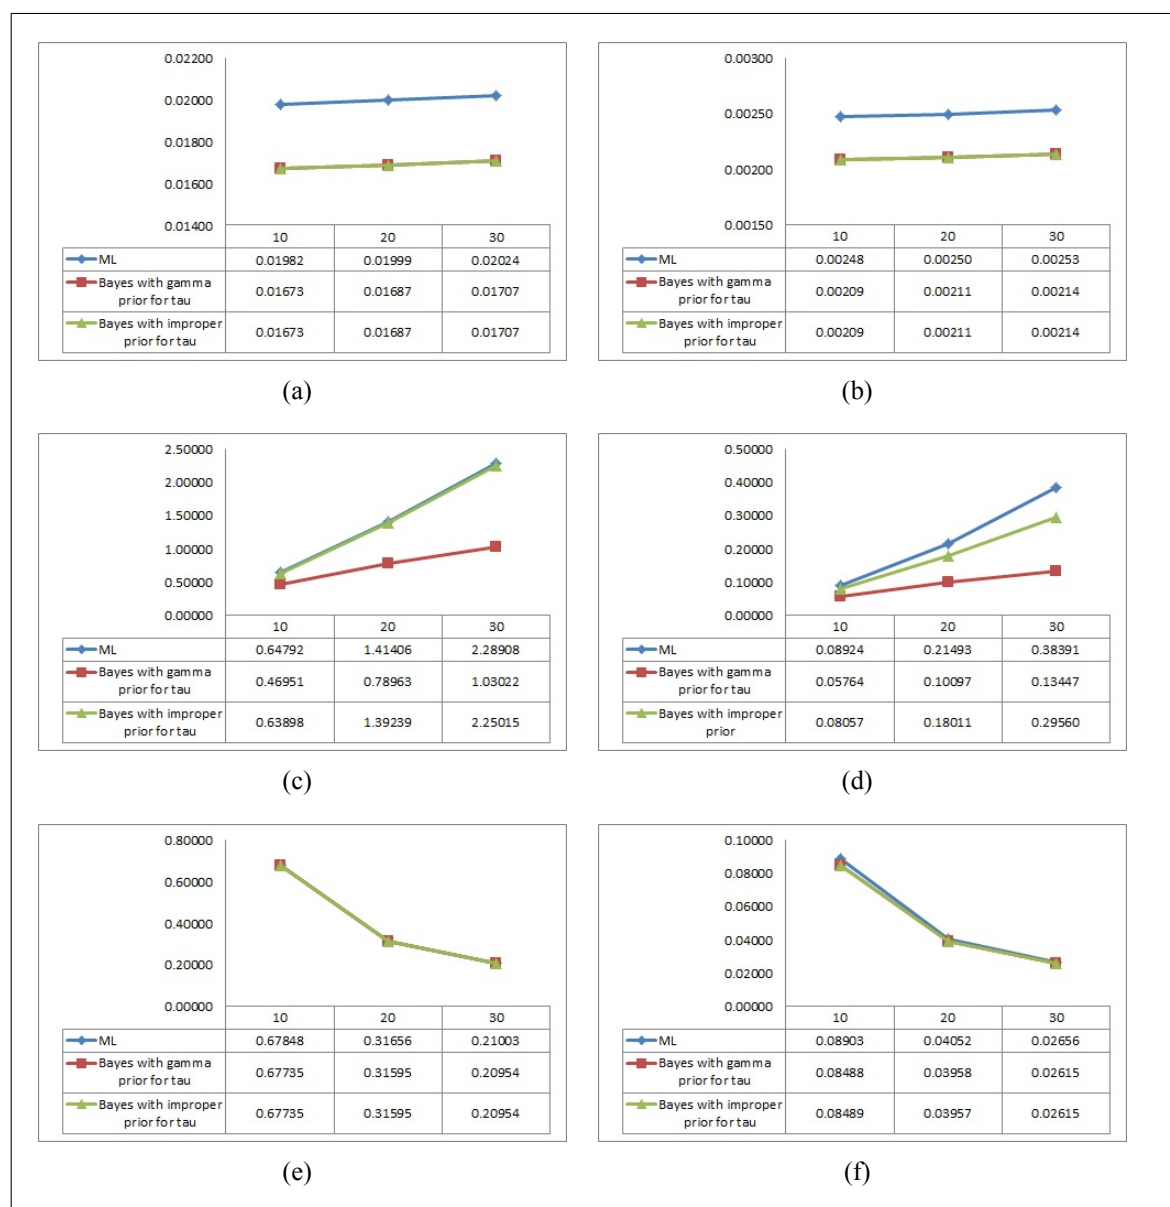 0.02200
0.02000
0.01800
0.01600
0.01400
10 20 30
ML 0.01982 0.01999 0.02024
Bayes with gamma
prior for tau 0.01673 0.01687 0.01707
Bayes with improper
prior for tau 0.01673 0.01687 0.01707
(a)
0.00300
0.00250
0.00200
0.00150
10 20 30
ML 0.00248 0.00250 0.00253
Bayes with gamma
prior for tau 0.00209 0.00211 0.00214
Bayes with improper
prior for tau 0.00209 0.00211 0.00214
(b)
2.50000
2.00000
1.50000
1.00000
0.50000
0.00000
10 20 30
ML 0.64792 1.41406 2.28908
Bayes with gamma
prior for tau 0.46951 0.78963 1.03022
Bayes with improper
prior for tau 0.63898 1.39239 2.25015
(c)
0.50000
0.40000
0.30000
0.20000
0.10000
0.00000
10 20 30
ML 0.08924 0.21493 0.38391
Bayes with gamma
prior for tau 0.05764 0.10097 0.13447
Bayes with improper
prior 0.08057 0.18011 0.29560
(d)
0.80000
0.60000
0.40000
0.20000
0.00000
10 20 30
ML 0.67848 0.31656 0.21003
Bayes with gamma
prior for tau 0.67735 0.31595 0.20954
Bayes with improper
prior for tau 0.67735 0.31595 0.20954
(e)
0.10000
0.08000
0.06000
0.04000
0.02000
0.00000
10 20 30
ML 0.08903 0.04052 0.02656
Bayes with gamma
prior for tau 0.08488 0.03958 0.02615
Bayes with improper
prior for tau 0.08489 0.03957 0.02615
(f)